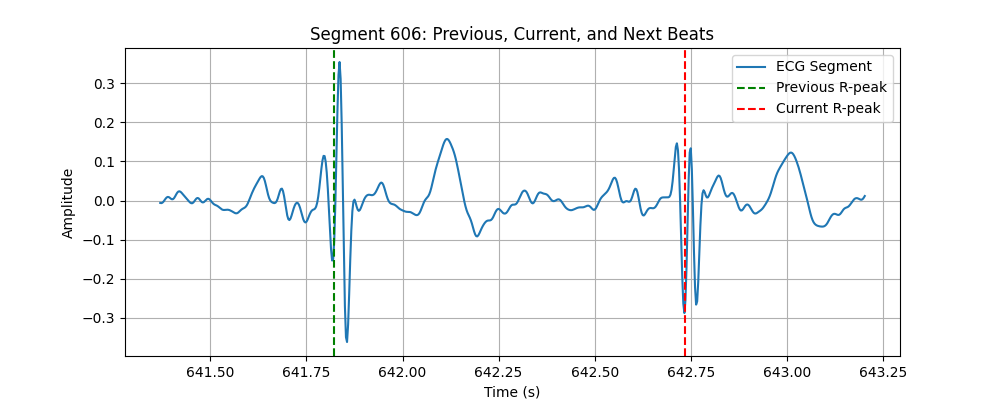 Segment 606: Previous, Current, and Next Beats
ECG Segment
Previous R-peak
Current R-peak
Amplitude
0.3
0.2
0.1
0.0
−0.1
−0.2
−0.3
641.50 641.75 642.00 642.25 642.50 642.75 643.00 643.25
Time (s)